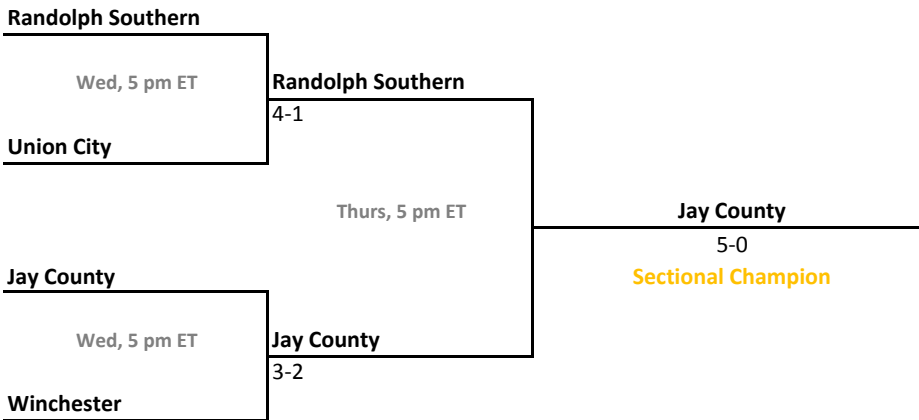 Randolph Southern
Wed, 5 pm ET
Randolph Southern
4-1
Union City
Thurs, 5 pm ET
Jay County
5-0
Sectional Champion
Jay County
Wed, 5 pm ET
Jay County
3-2
Winchester